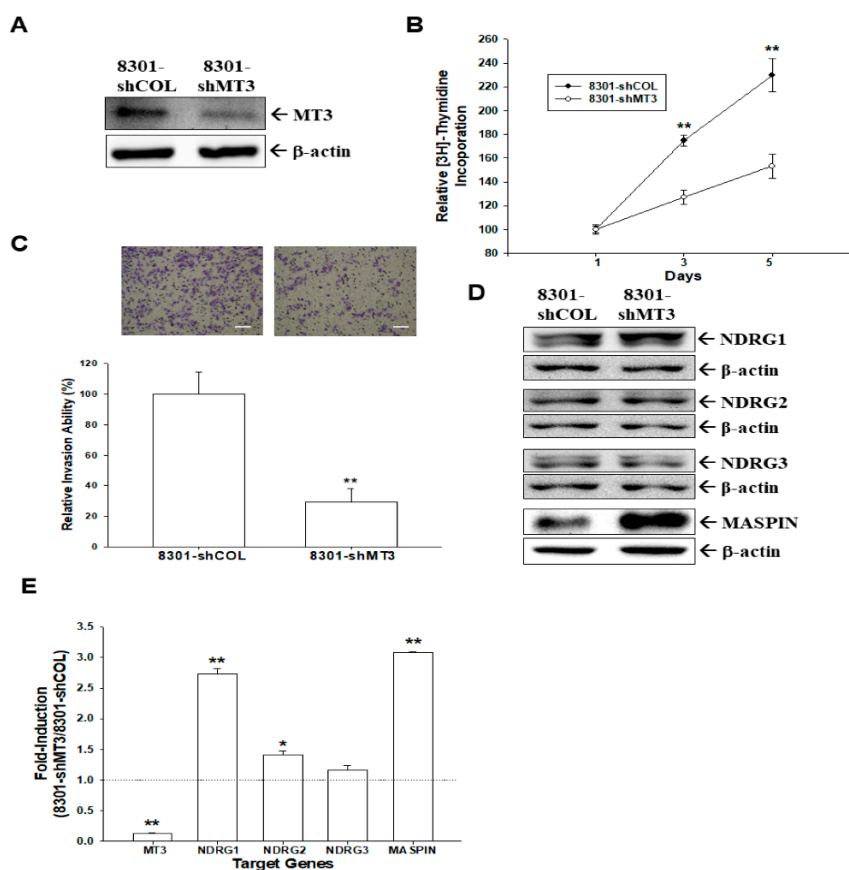 A
8301-shCOL
8301-shMT3
← MT3
← β-actin
B
Relative [3H]-Thymidine Incoporation
260
240
220
200
180
160
140
120
100
80
8301-shCOL
8301-shMT3
**
**
1
3
5
Days
C
Relative Invasion Ability (%)
120
100
80
60
40
20
0
**
8301-shCOL
8301-shMT3
D
8301-shCOL
8301-shMT3
← NDRG1
← β-actin
← NDRG2
← β-actin
← NDRG3
← β-actin
← MASPIN
← β-actin
E
Fold-Induction
(8301-shMT3/8301-shCOL)
3.5
3.0
2.5
2.0
1.5
1.0
0.5
0.0
**
**
*
**
MT3
NDRG1
NDRG2
NDRG3
MASPIN
Target Genes